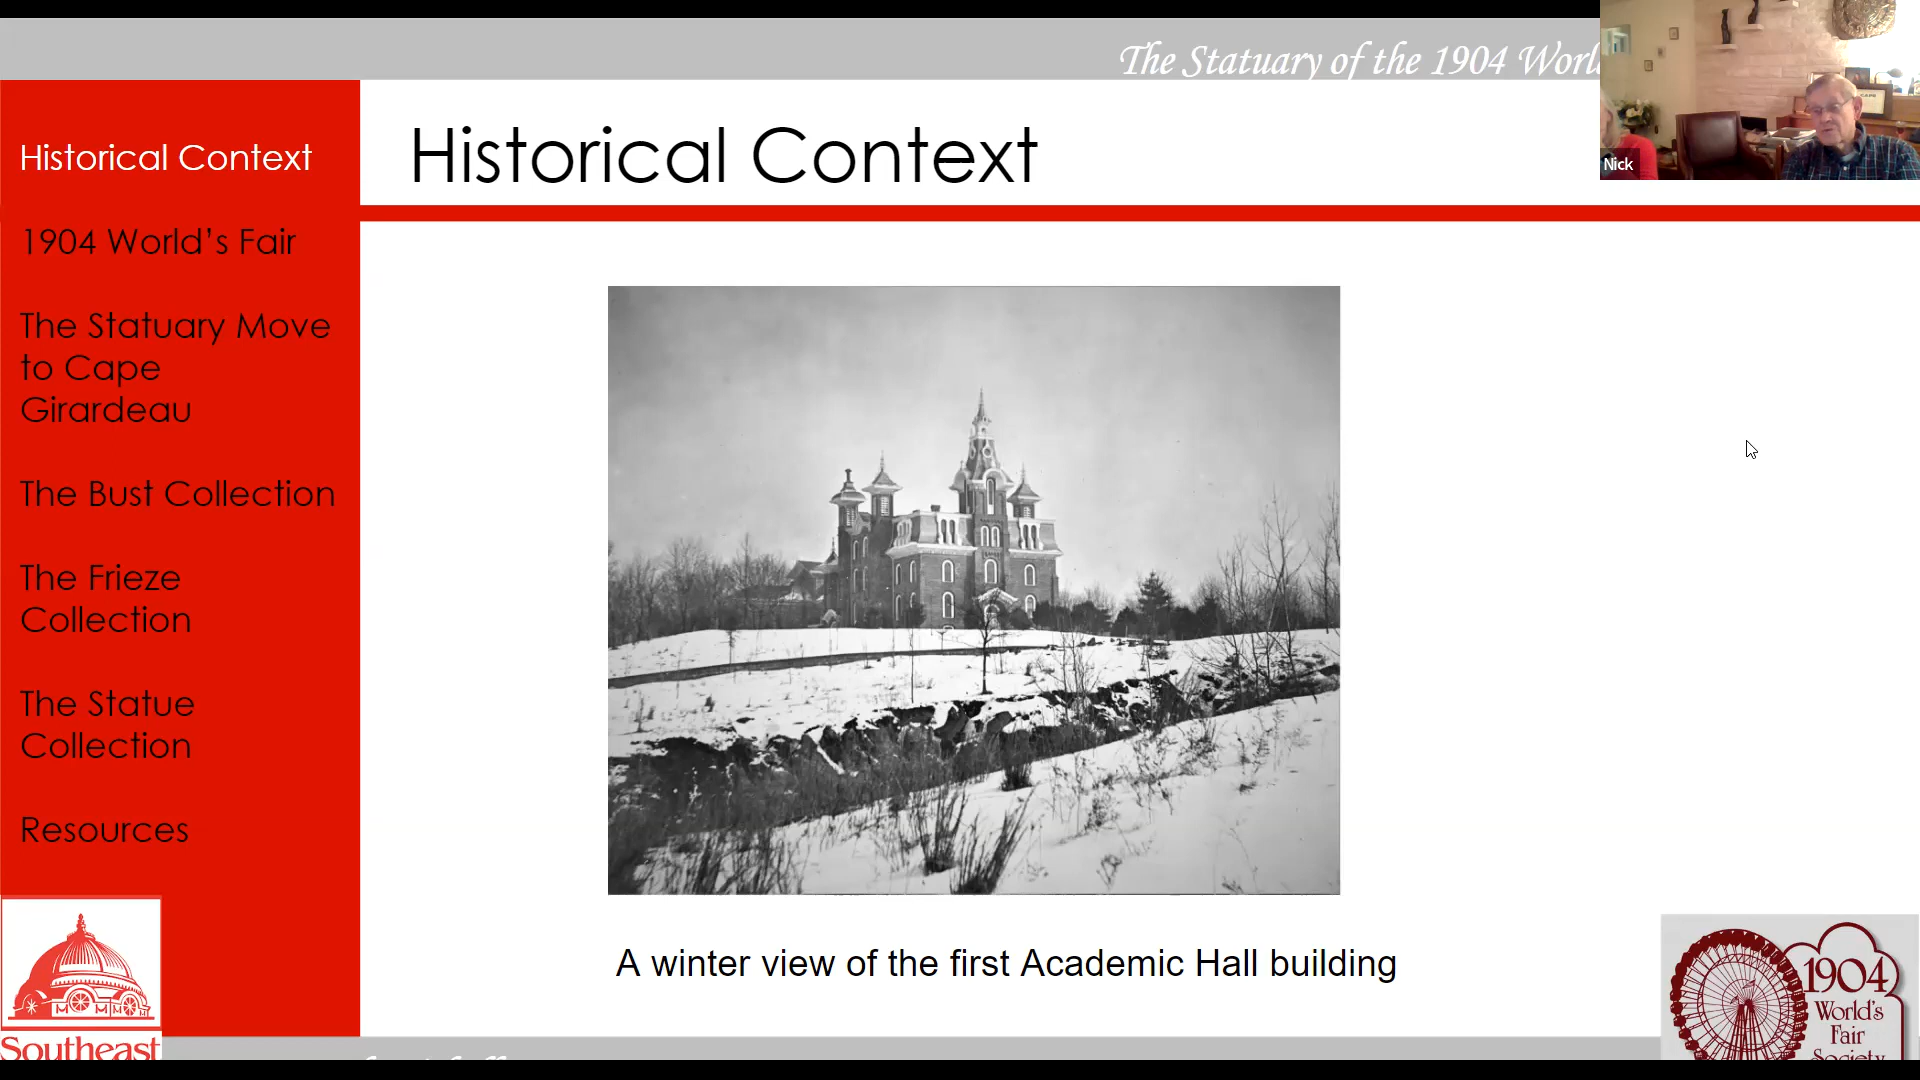 The Statuary of the 1904
Nick
Historical Context
Historical Context
1904 World's Fair
The Statuary Move
to Cape
Girardeau
The Bust Collection
The Frieze
Collection
The Statue
Collection
Resources
A winter view of the first Academic Hall building
Southeast
1904
World's
Fair
Society